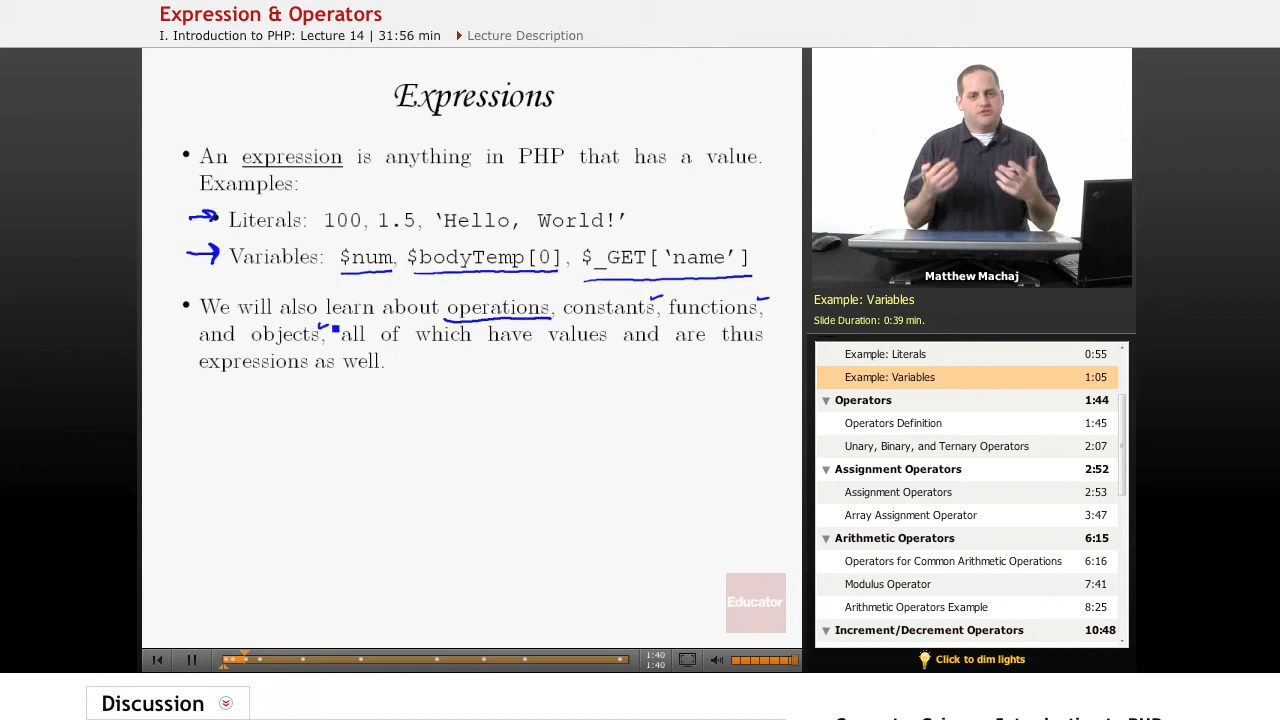 Expression & Operators
I. Introduction to PHP: Lecture 14 | 31:56 min
Lecture Description
Expressions
• An expression is anything in PHP that has a value.
Examples:
Literals: 100, 1.5, ‘Hello, World!’
Variables: $num, $bodyTemp[0], $_GET[‘name’]
• We will also learn about operations, constants, functions,
and objects, all of which have values and are thus
expressions as well.
Educator
1:40
1:40
Matthew Machaj
Example: Variables
Slide Duration: 0:39 min.
Example: Literals 0:55
Example: Variables 1:05
Operators 1:44
Operators Definition 1:45
Unary, Binary, and Ternary Operators 2:07
Assignment Operators 2:52
Assignment Operators 2:53
Array Assignment Operator 3:47
Arithmetic Operators 6:15
Operators for Common Arithmetic Operations 6:16
Modulus Operator 7:41
Arithmetic Operators Example 8:25
Increment/Decrement Operators 10:48
Click to dim lights
Discussion